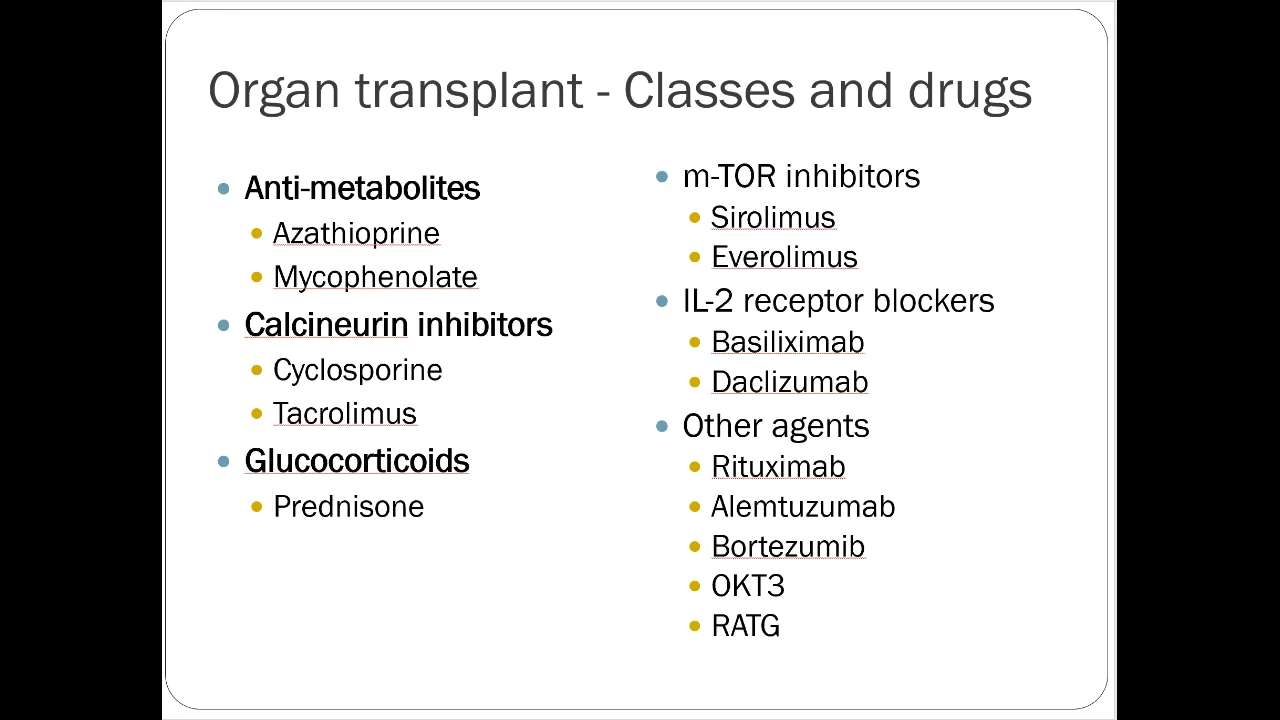 Organ transplant - Classes and drugs
Anti-metabolites
Azathioprine
Mycophenolate
Calcineurin inhibitors
Cyclosporine
Tacrolimus
Glucocorticoids
Prednisone
m-TOR inhibitors
Sirolimus
Everolimus
IL-2 receptor blockers
Basiliximab
Daclizumab
Other agents
Rituximab
Alemtuzumab
Bortezumib
OKT3
RATG